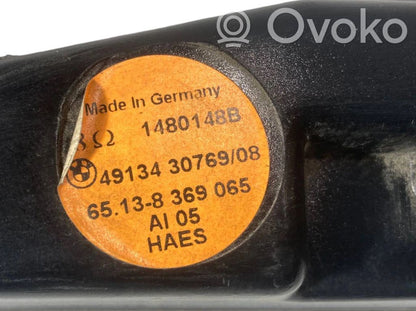 Ovoko
Made In Germany
Ω 1480148B
49134 30769/08
65.13-8 369 065
AI 05
HAES